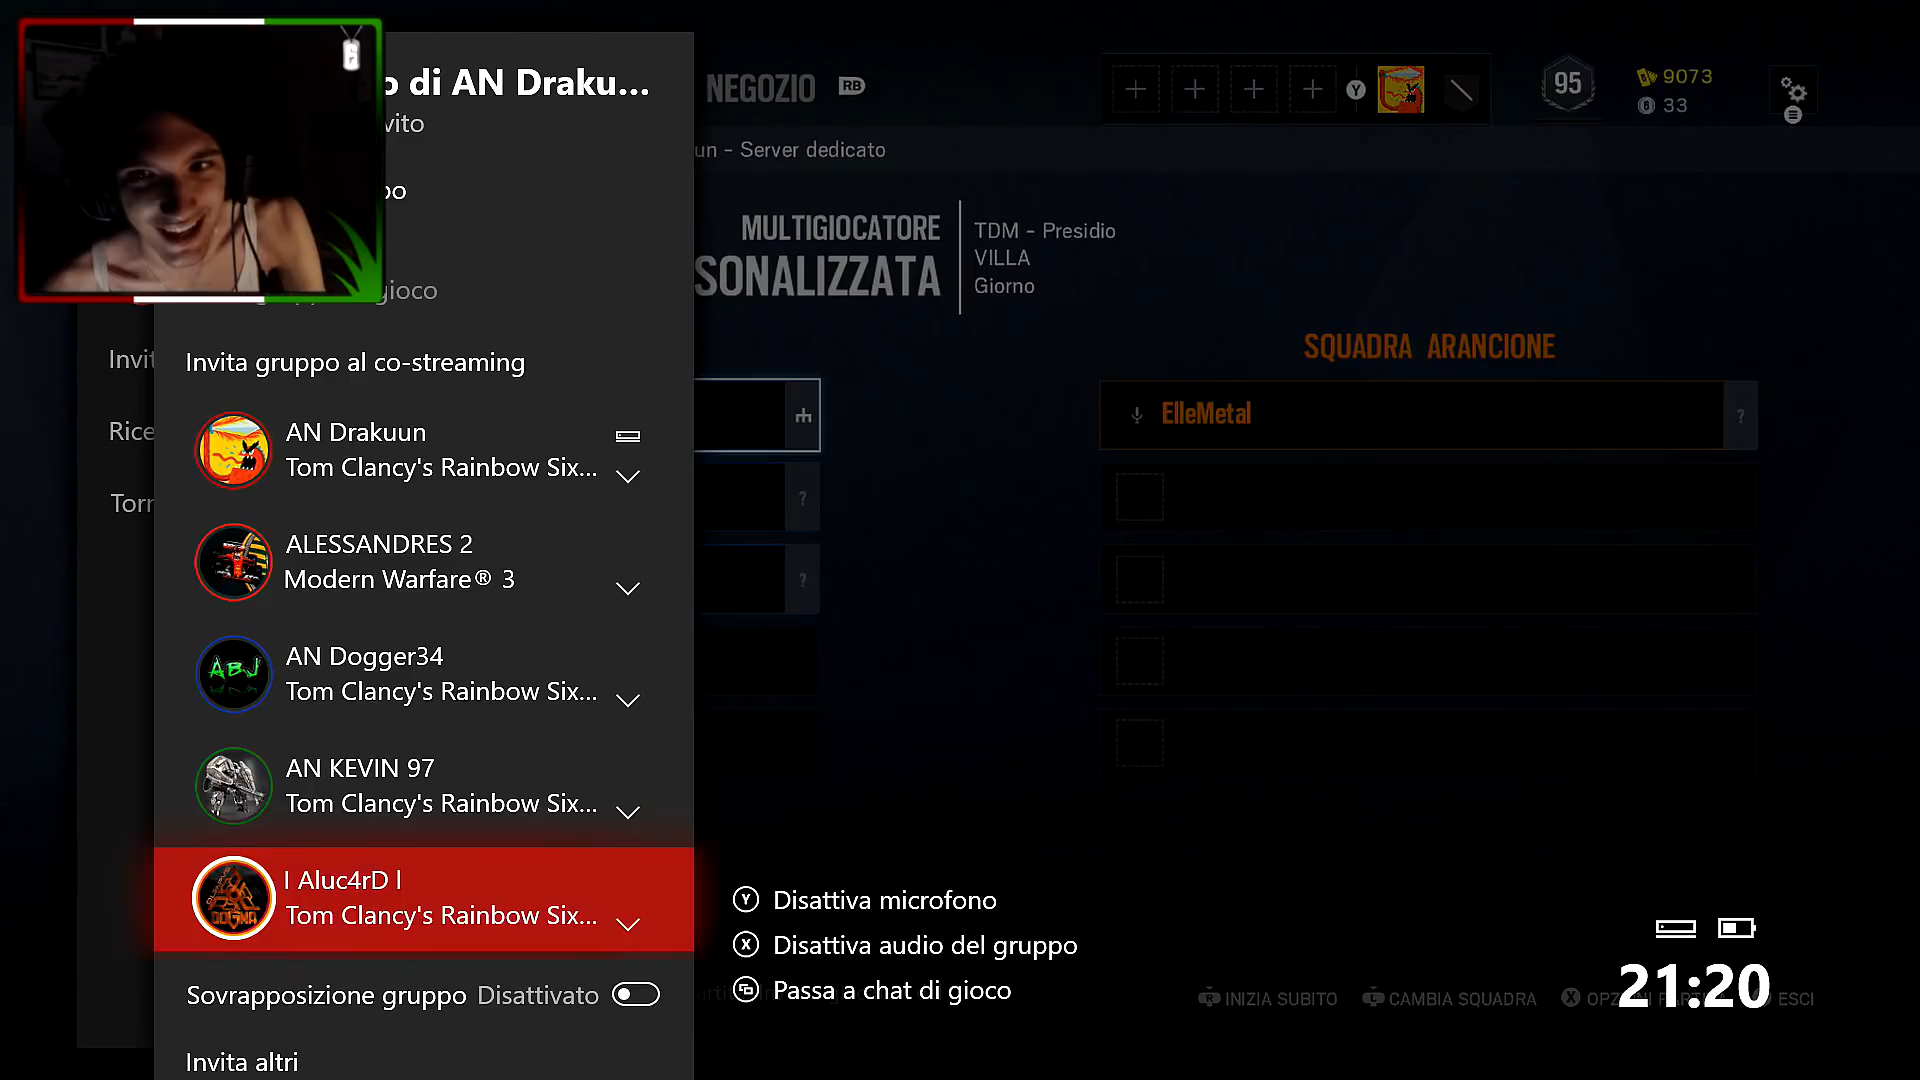 o di AN Draku...
vito
po
gioco
Invit
Rice
Torr
Invita gruppo al co-streaming
AN Drakuun
Tom Clancy's Rainbow Six...
ALESSANDRES 2
Modern Warfare® 3
AN Dogger34
Tom Clancy's Rainbow Six...
ABJ
AN KEVIN 97
Tom Clancy's Rainbow Six...
l Aluc4rD l
Tom Clancy's Rainbow Six...
DOGMA
Sovrapposizione gruppo Disattivato
Invita altri
NEGOZIO RB
Y
95
9073
33
un - Server dedicato
MULTIGIOCATORE
SONALIZZATA
TDM - Presidio
VILLA
Giorno
SQUADRA ARANCIONE
ElleMetal
?
?
?
Y Disattiva microfono
X Disattiva audio del gruppo
Passa a chat di gioco
21:20
INIZIA SUBITO
CAMBIA SQUADRA
X
ESCI